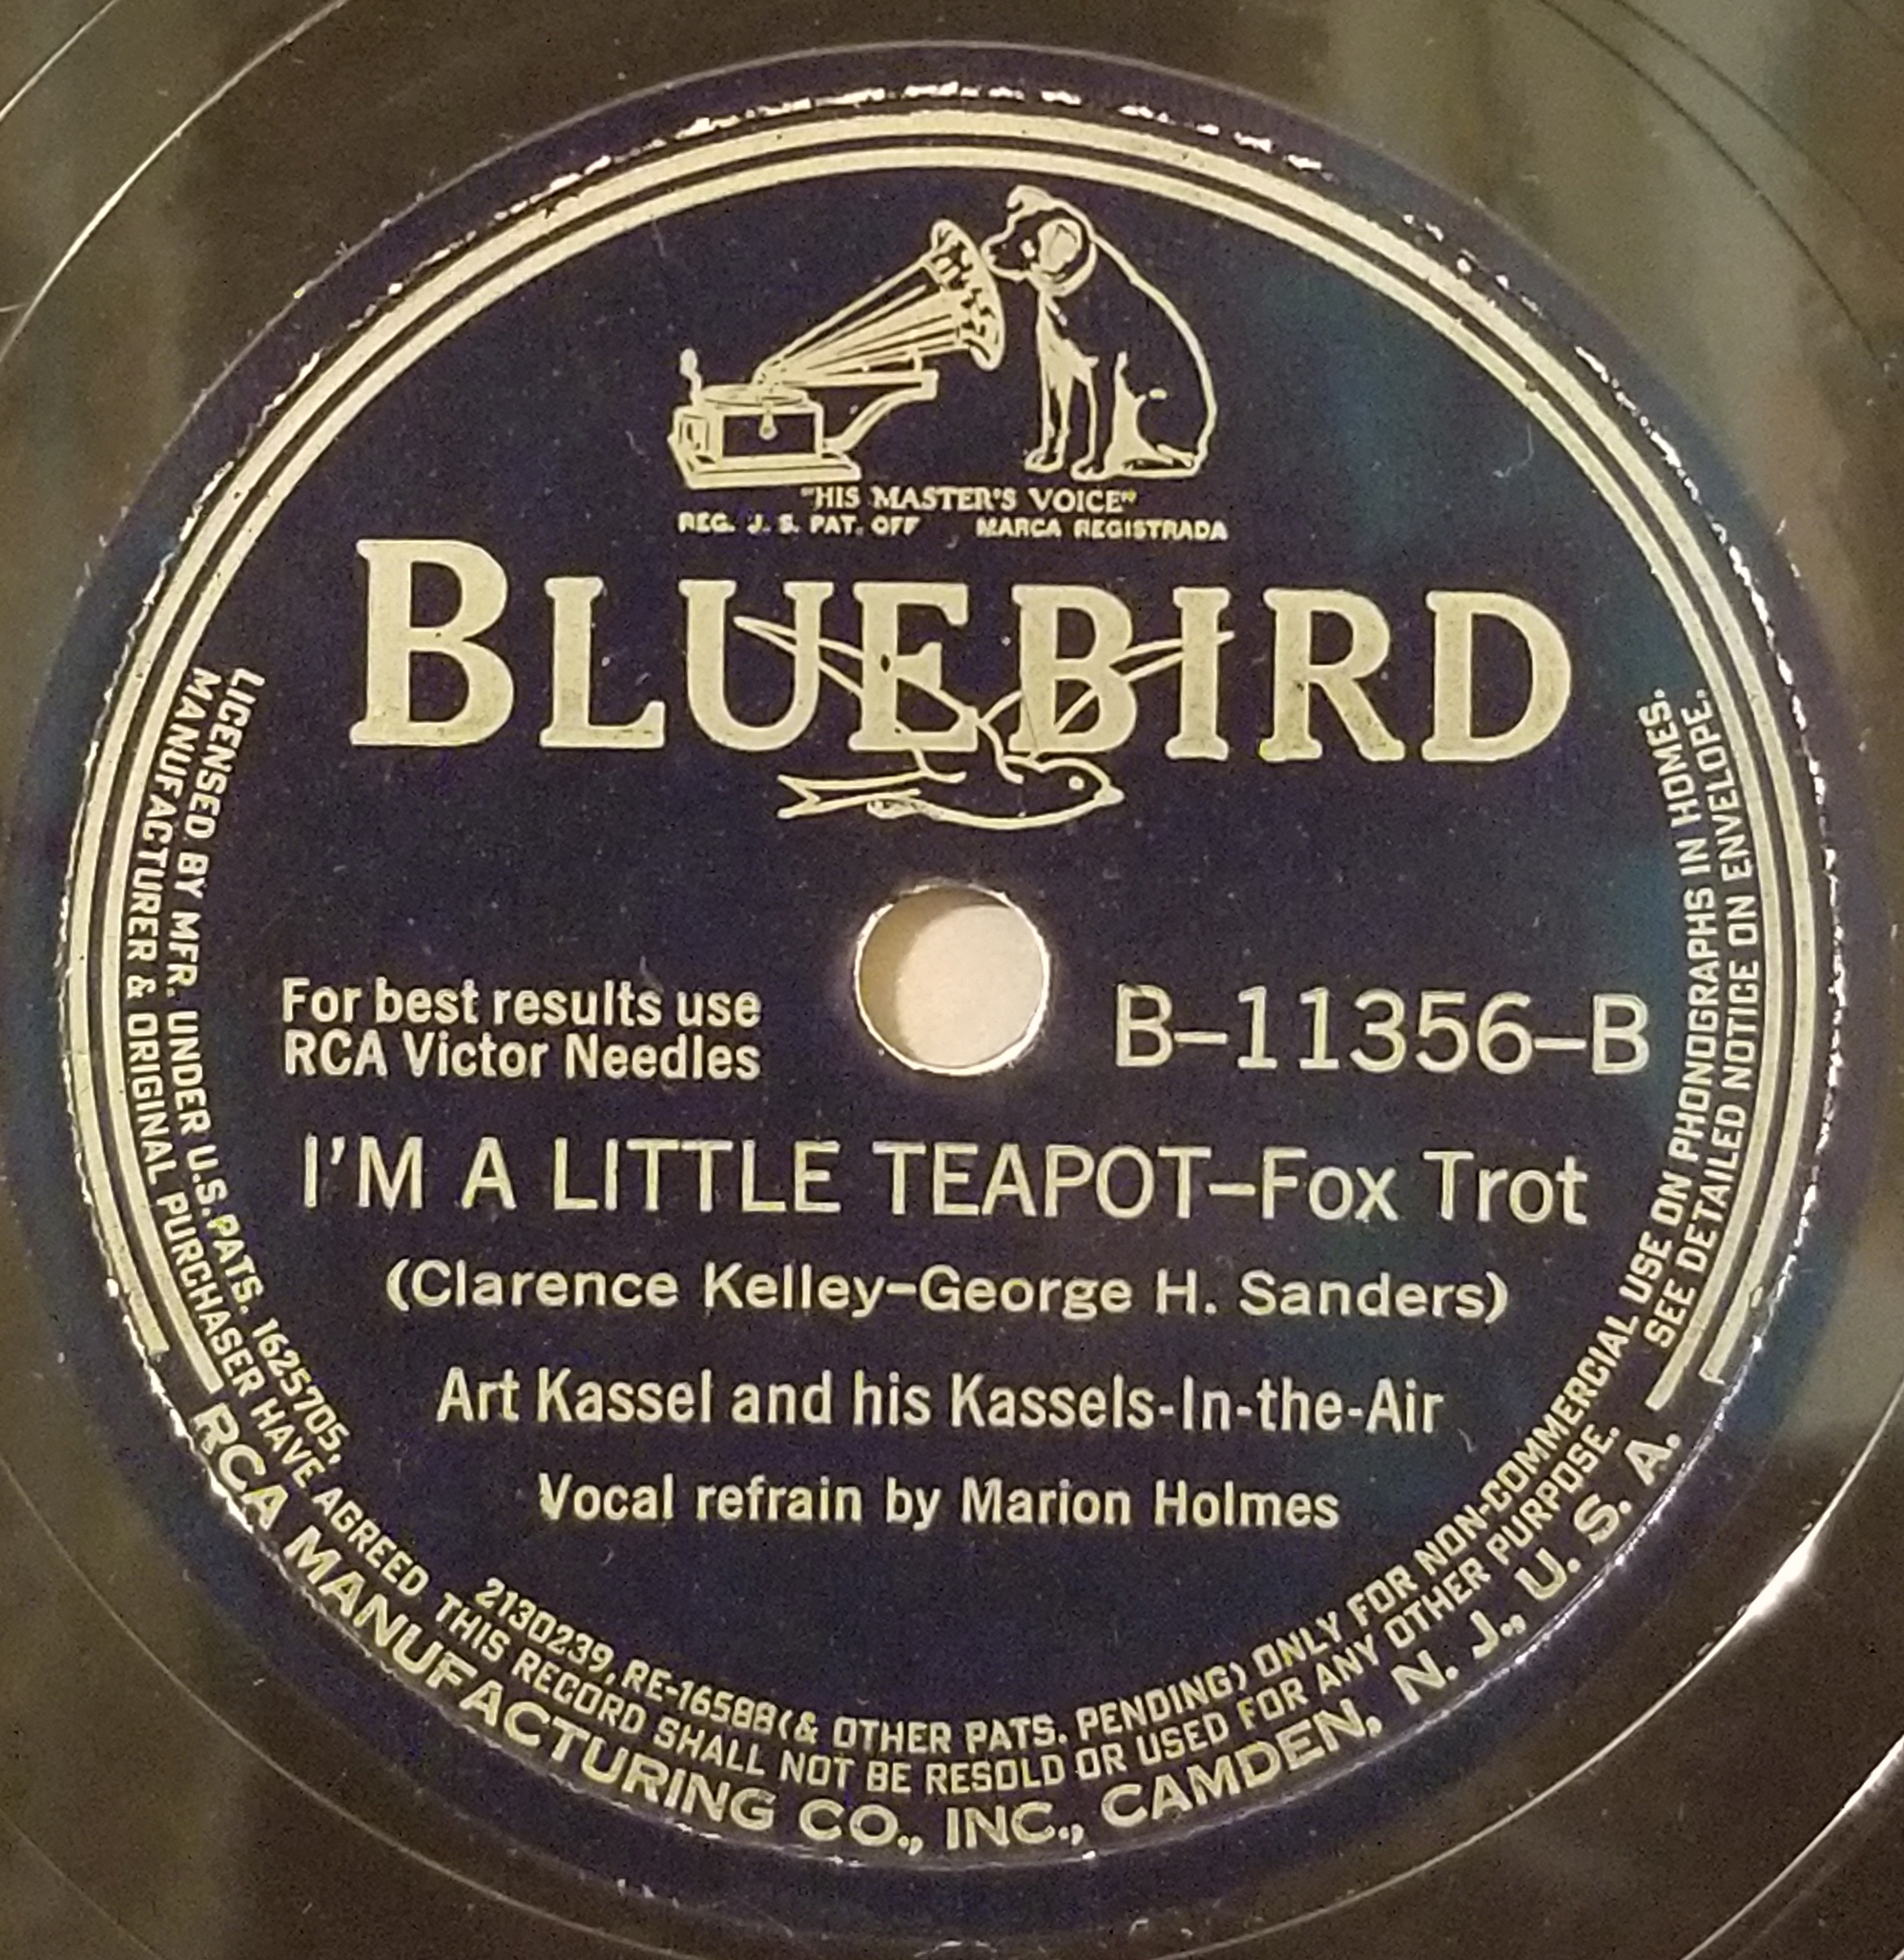 "HIS MASTER'S VOICE"
REG. U. S. PAT. OFF MARCA REGISTRADA
BLUEBIRD
For best results use
RCA Victor Needles
B–11356–B
I'M A LITTLE TEAPOT–Fox Trot
(Clarence Kelley–George H. Sanders)
Art Kassel and his Kassels-In-the-Air
Vocal refrain by Marion Holmes
LICENSED BY MFR. UNDER U.S. PATS. 1625705, 2130239, RE-16588 (& OTHER PATS. PENDING) ONLY FOR NON-COMMERCIAL USE ON PHONOGRAPHS IN HOMES.
MANUFACTURER & ORIGINAL PURCHASER HAVE AGREED THIS RECORD SHALL NOT BE RESOLD OR USED FOR ANY OTHER PURPOSE. SEE DETAILED NOTICE ON ENVELOPE.
RCA MANUFACTURING CO., INC., CAMDEN, N. J., U. S. A.